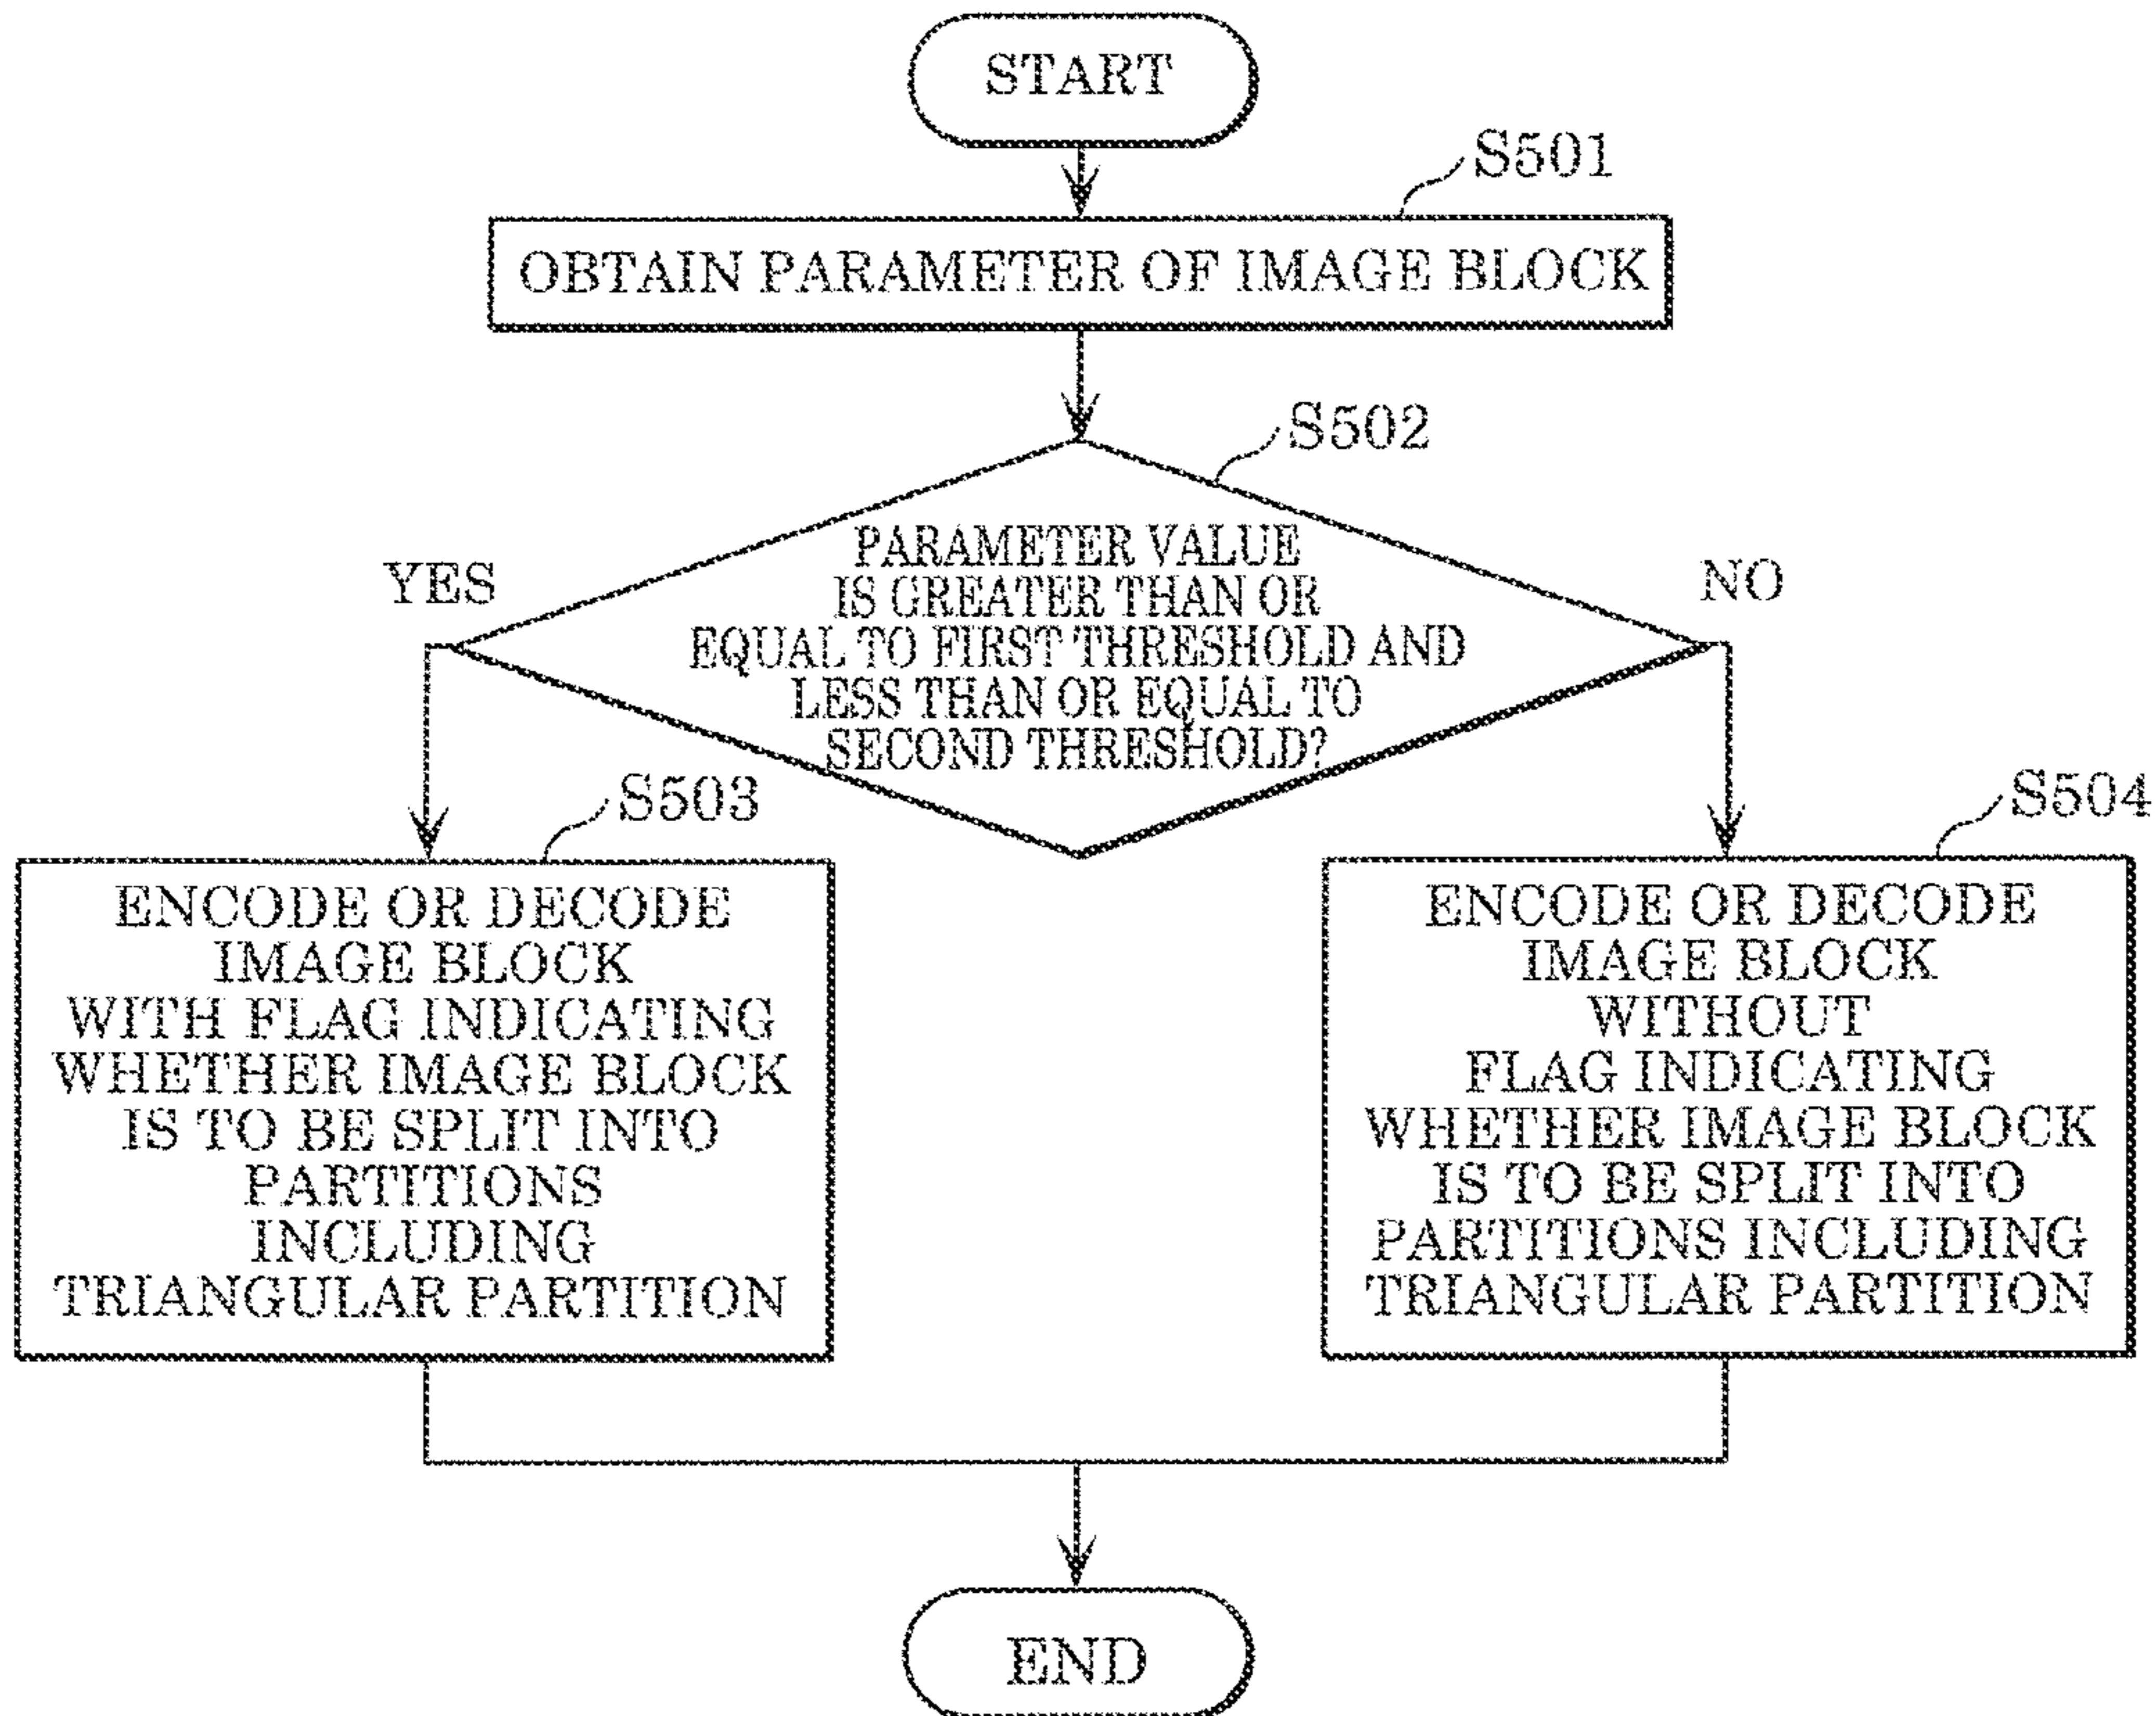 START
S501
OBTAIN PARAMETER OF IMAGE BLOCK
S502
PARAMETER VALUE
IS GREATER THAN OR
EQUAL TO FIRST THRESHOLD AND
LESS THAN OR EQUAL TO
SECOND THRESHOLD?
YES
NO
S503
ENCODE OR DECODE
IMAGE BLOCK
WITH FLAG INDICATING
WHETHER IMAGE BLOCK
IS TO BE SPLIT INTO
PARTITIONS
INCLUDING
TRIANGULAR PARTITION
S504
ENCODE OR DECODE
IMAGE BLOCK
WITHOUT
FLAG INDICATING
WHETHER IMAGE BLOCK
IS TO BE SPLIT INTO
PARTITIONS INCLUDING
TRIANGULAR PARTITION
END